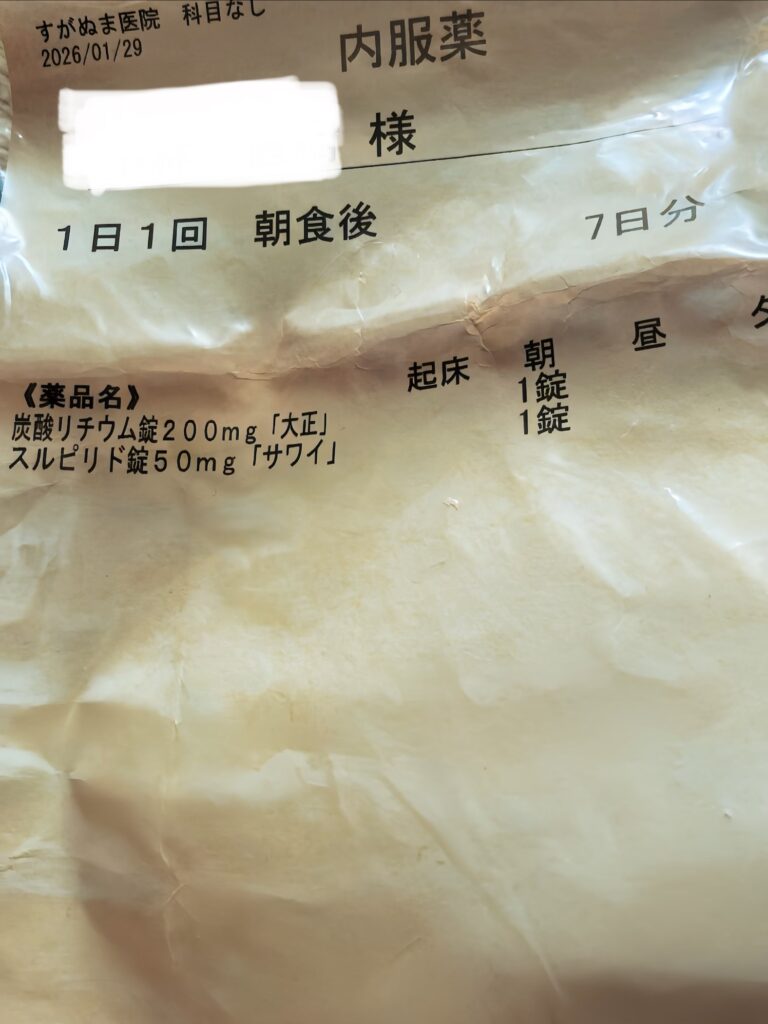 すがぬま医院　科目なし
2026/01/29
内服薬
様
１日１回　朝食後　7日分
起床　朝　昼　夕
《薬品名》
炭酸リチウム錠２００ｍｇ「大正」　1錠
スルピリド錠５０ｍｇ「サワイ」　1錠